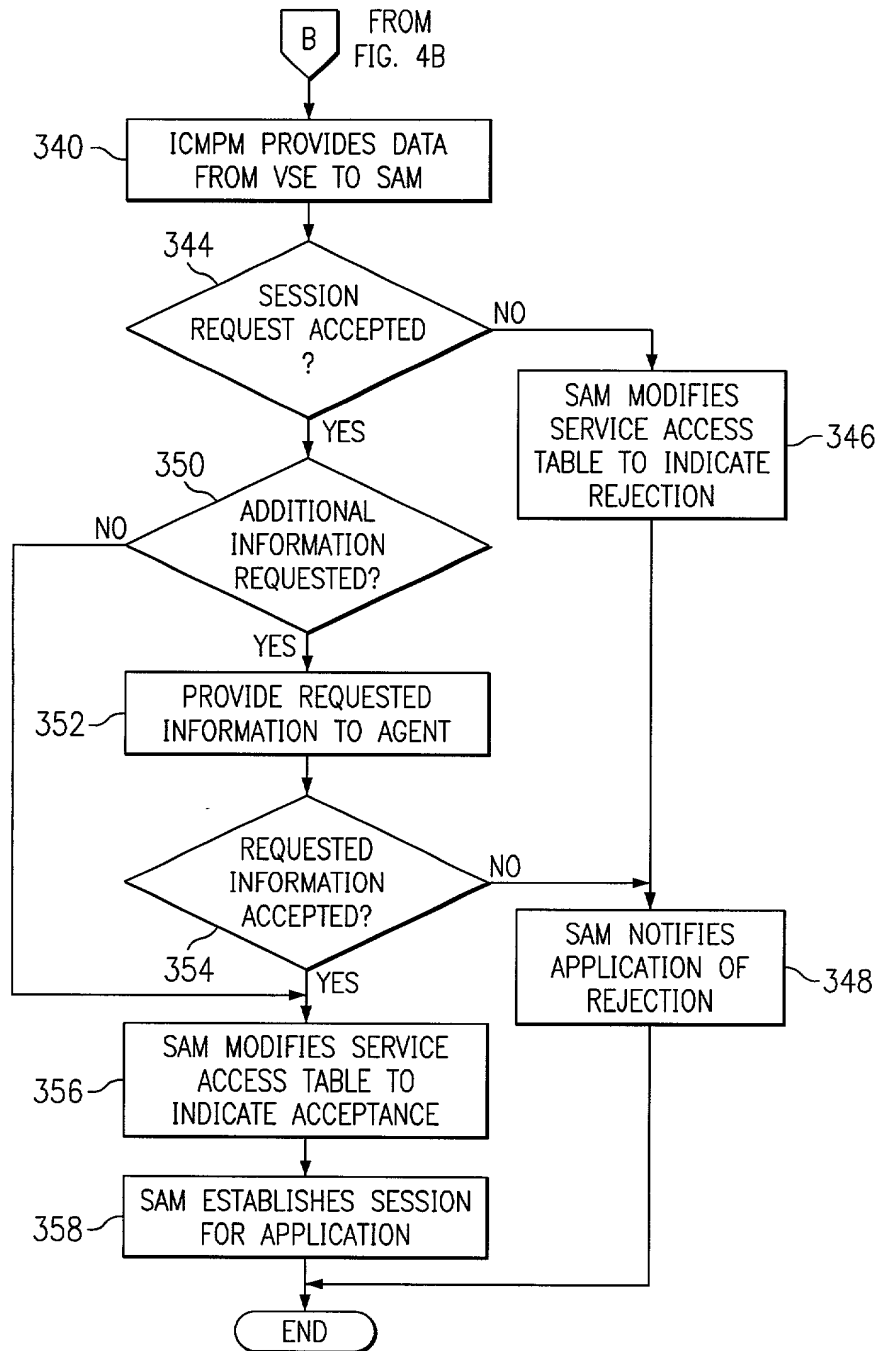 B
FROM
FIG. 4B
340
ICMPM PROVIDES DATA
FROM VSE TO SAM
344
SESSION
REQUEST ACCEPTED
?
NO
YES
SAM MODIFIES
SERVICE ACCESS
TABLE TO INDICATE
REJECTION
346
350
NO
ADDITIONAL
INFORMATION
REQUESTED?
YES
352
PROVIDE REQUESTED
INFORMATION TO AGENT
REQUESTED
INFORMATION
ACCEPTED?
NO
354
YES
SAM NOTIFIES
APPLICATION OF
REJECTION
348
356
SAM MODIFIES SERVICE
ACCESS TABLE TO
INDICATE ACCEPTANCE
358
SAM ESTABLISHES SESSION
FOR APPLICATION
END